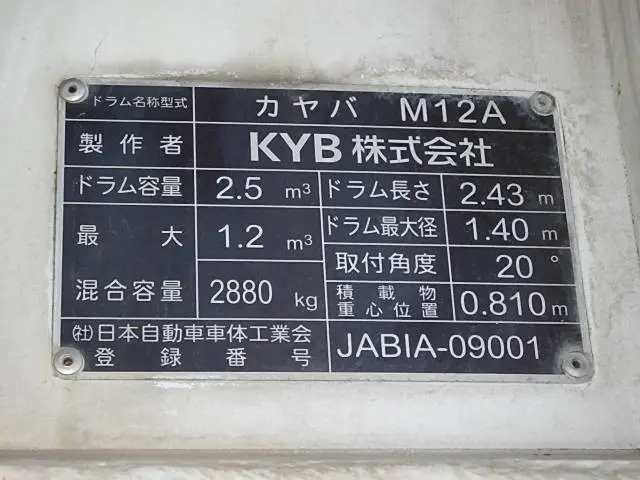 ドラム名称型式 カヤバ M12A
製作者 KYB株式会社
ドラム容量 2.5 m³ ドラム長さ 2.43 m
最大混合容量 1.2 m³ 2880 kg ドラム最大径 1.40 m
取付角度 20°
積載物重心位置 0.810m
㈳日本自動車車体工業会
登録番号 JABIA-09001